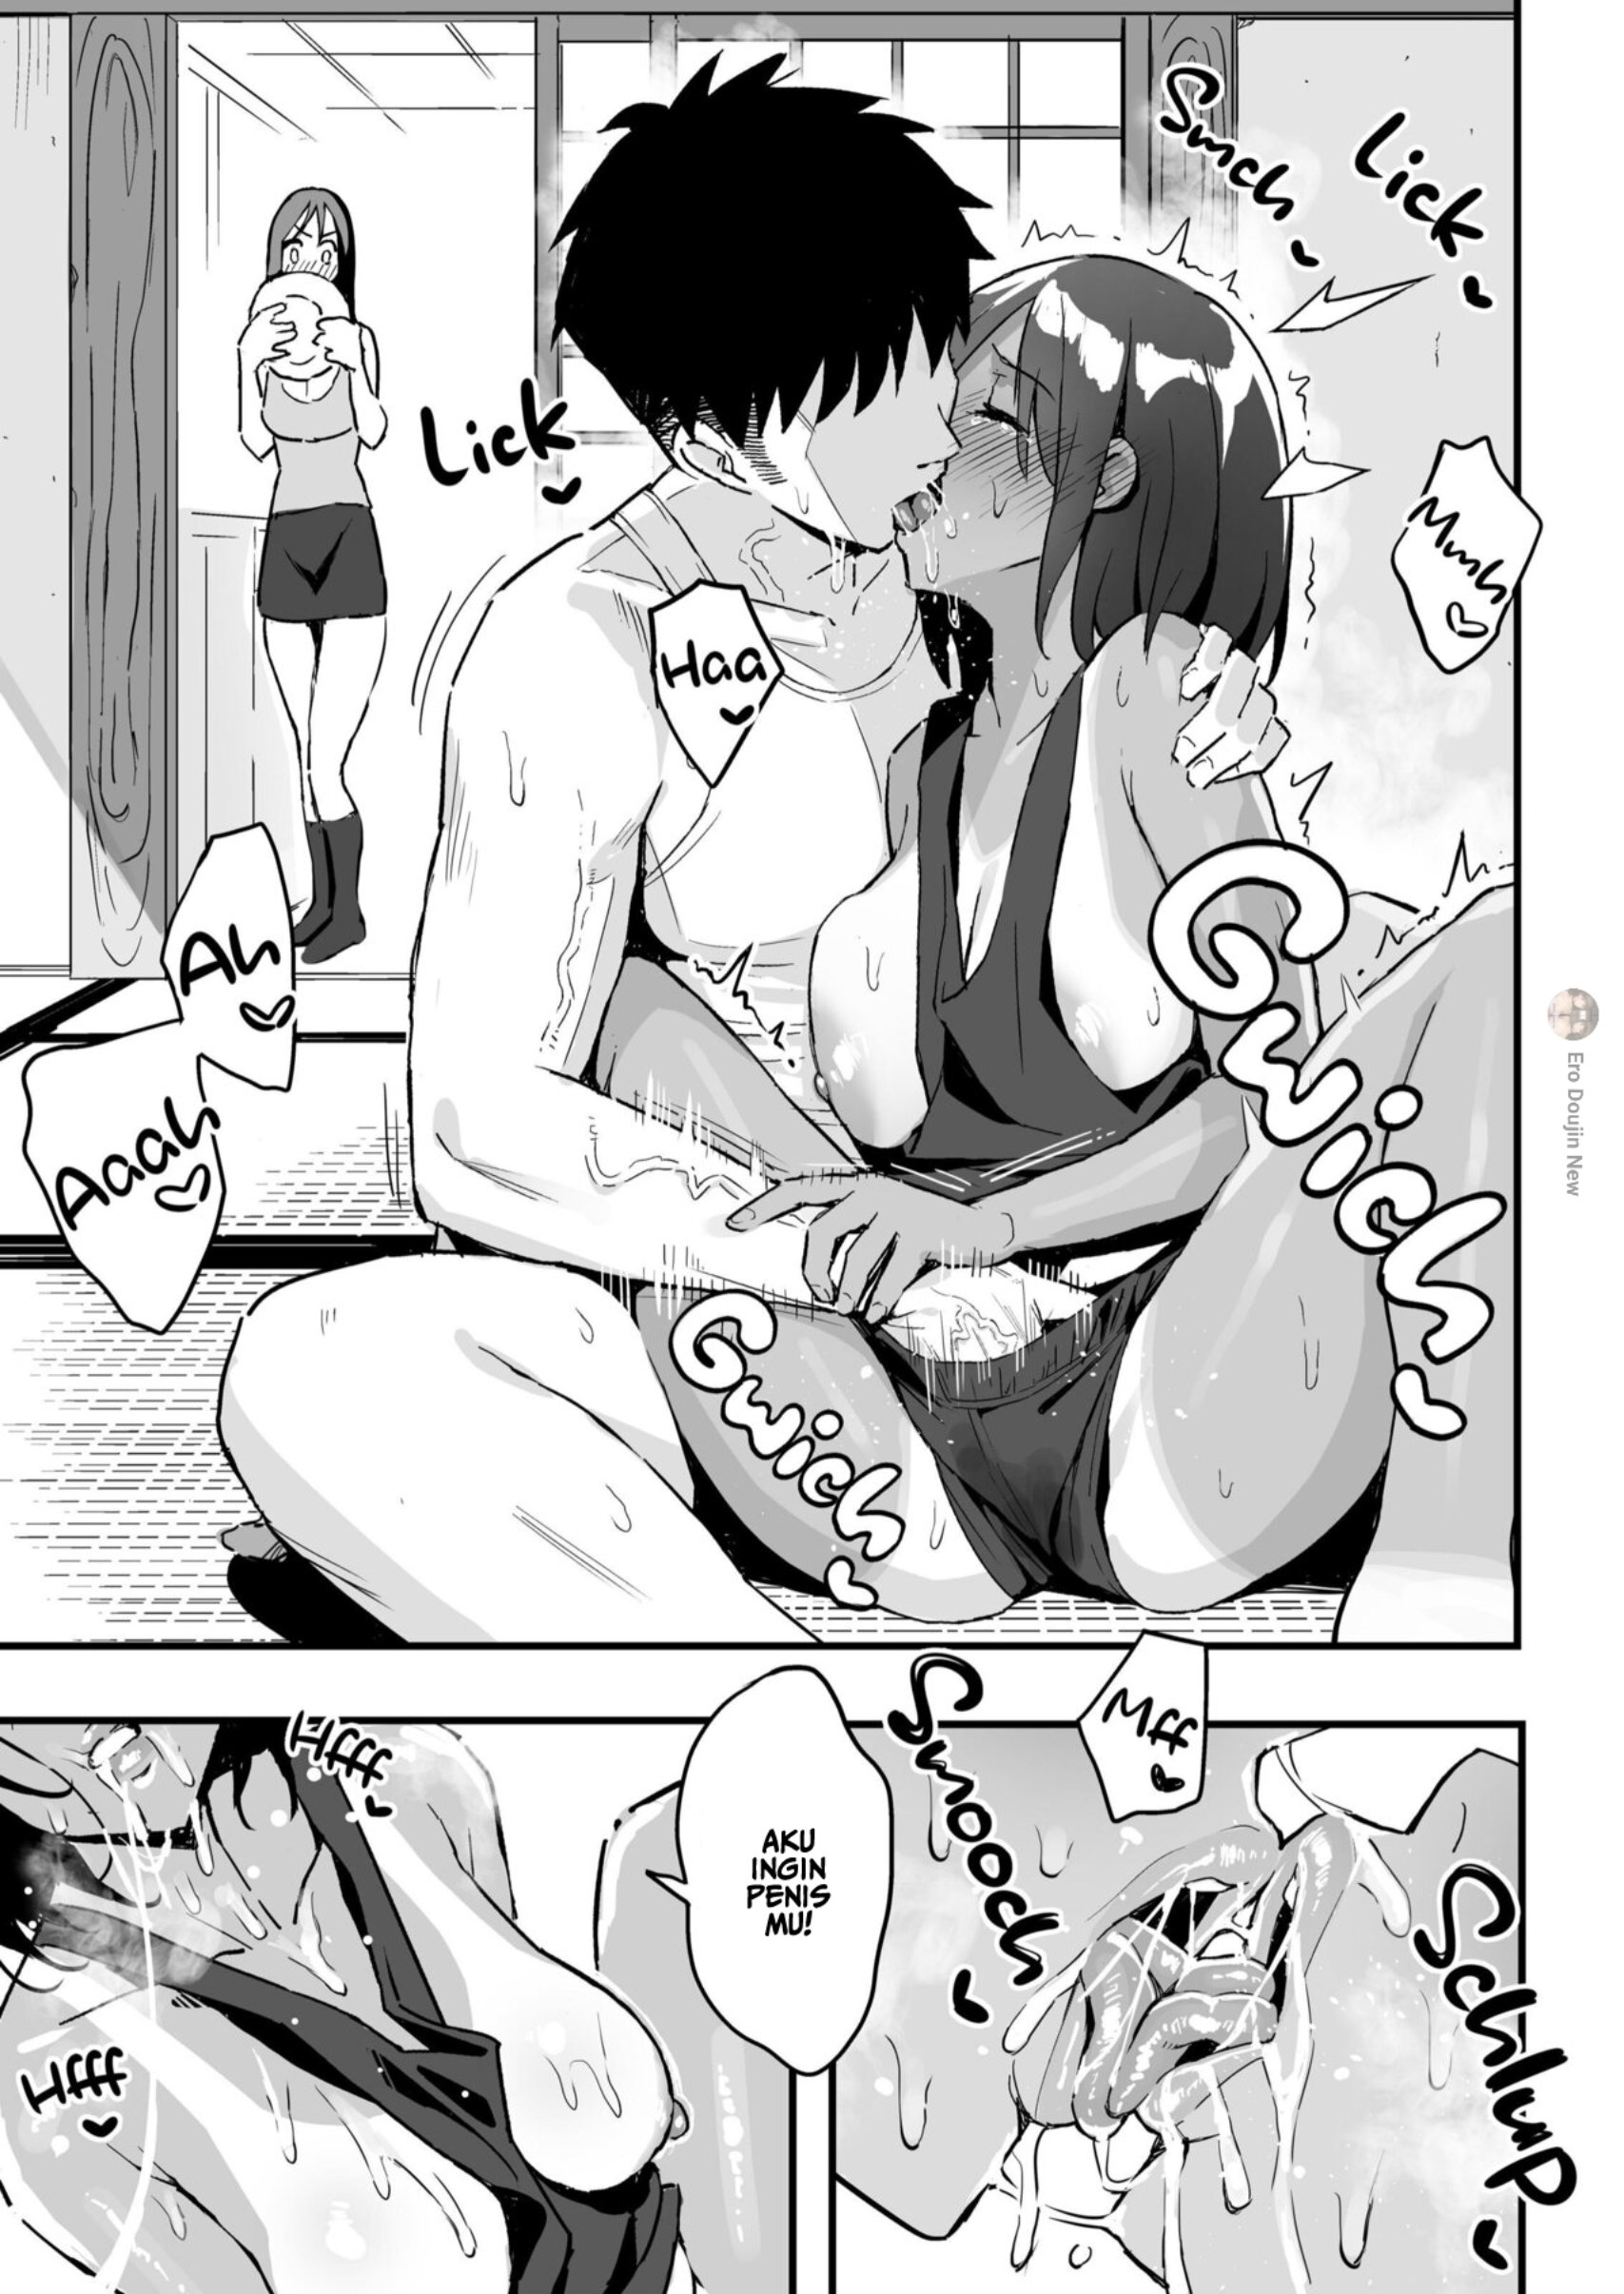 Smch
Lick
Lick
Mmh
Haa
Ah
Aaah
Gwich
Gwich
Ero Doujin New
Mff
Smooch
Schlup
AKU
INGIN
PENIS
MU!
Hfff
Hfff